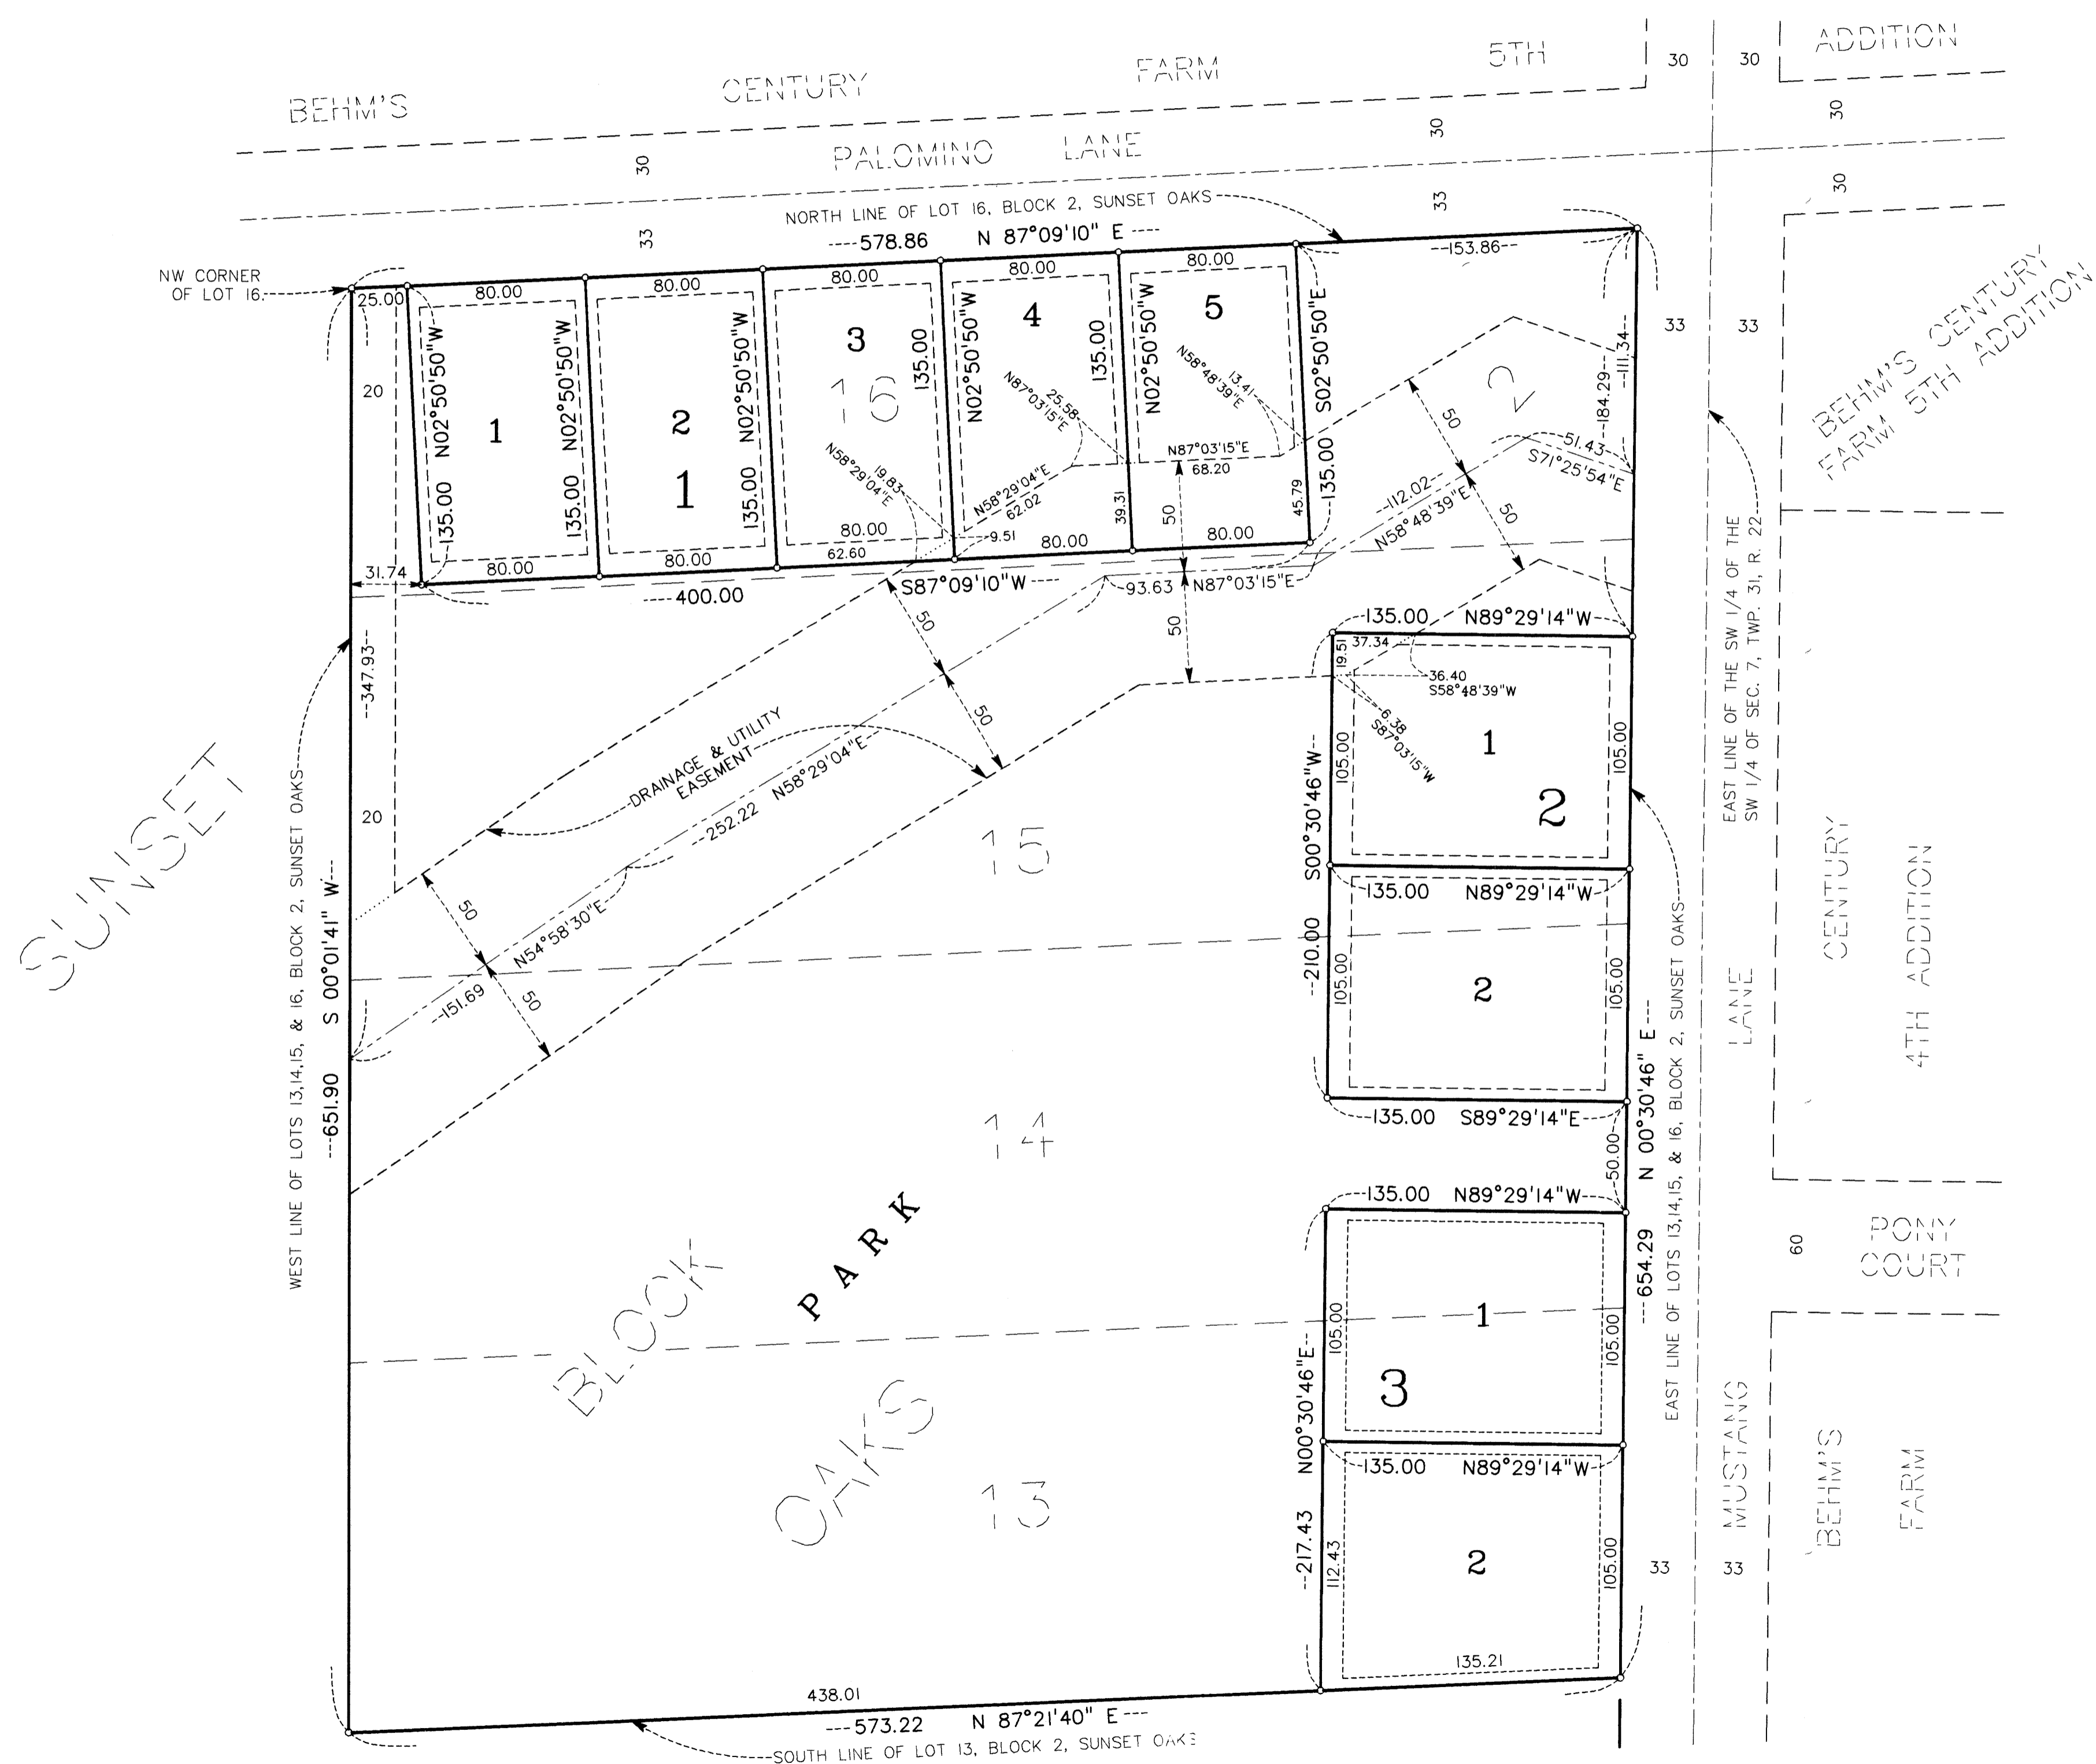 BEHM'S CENTURY FARM 5TH ADDITION
30 30
30
30 PALOMINO LANE 30
30
NORTH LINE OF LOT 16, BLOCK 2, SUNSET OAKS
33 33
578.86 N 87°09'10" E
153.86
NW CORNER
OF LOT 16.
25.00 80.00 80.00 80.00 80.00 80.00
20
N02°50'50"W
135.00
1
N02°50'50"W
135.00
2
1
N02°50'50"W
135.00
3
16
135.00
N02°50'50"W
4
135.00
N02°50'50"W
5
S02°50'50"E
135.00
N58°29'04"E
19.83
N87°03'15"E
25.58
N58°48'39"E
13.41
N58°29'04"E
62.02
N87°03'15"E
68.20
39.31
45.79
50
9.51
80.00
62.60
80.00 80.00 80.00 80.00
31.74
400.00
S87°09'10"W
93.63 N87°03'15"E
50
2
50
50
112.02
N58°48'39"E
51.43
S71°25'54"E
184.29
111.34
33 33
BEHM'S CENTURY
FARM 5TH ADDITION
347.93
20
50
50
DRAINAGE & UTILITY
EASEMENT
252.22 N58°29'04"E
N54°58'30"E
151.69
50
50
SUNSET
WEST LINE OF LOTS 13,14,15, & 16, BLOCK 2, SUNSET OAKS
651.90 S 00°01'41" W
135.00 N89°29'14"W
19.51
37.34
36.40
S58°48'39"W
6.38
S87°03'15"W
105.00
1
2
105.00
S00°30'46"W
210.00
135.00 N89°29'14"W
105.00
2
105.00
135.00 S89°29'14"E
50.00
15
14
PARK
BLOCK
OAKS
13
135.00 N89°29'14"W
105.00
1
3
105.00
N00°30'46"E
217.43
135.00 N89°29'14"W
112.43
2
105.00
135.21
654.29 N 00°30'46" E
EAST LINE OF LOTS 13,14,15, & 16, BLOCK 2, SUNSET OAKS
EAST LINE OF THE SW 1/4 OF THE
SW 1/4 OF SEC. 7, TWP. 31, R. 22
MUSTANG LANE
CENTURY
4TH ADDITION
60
PONY
COURT
BEHM'S
FARM
33 33
438.01
573.22 N 87°21'40" E
SOUTH LINE OF LOT 13, BLOCK 2, SUNSET OAKS